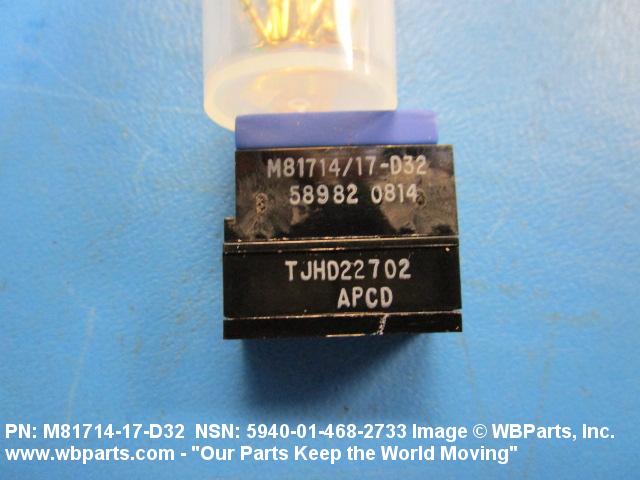 M81714/17-D32
58982 0814
TJHD22702
APCD
PN: M81714-17-D32 NSN: 5940-01-468-2733 Image © WBParts, Inc.
www.wbparts.com - "Our Parts Keep the World Moving"